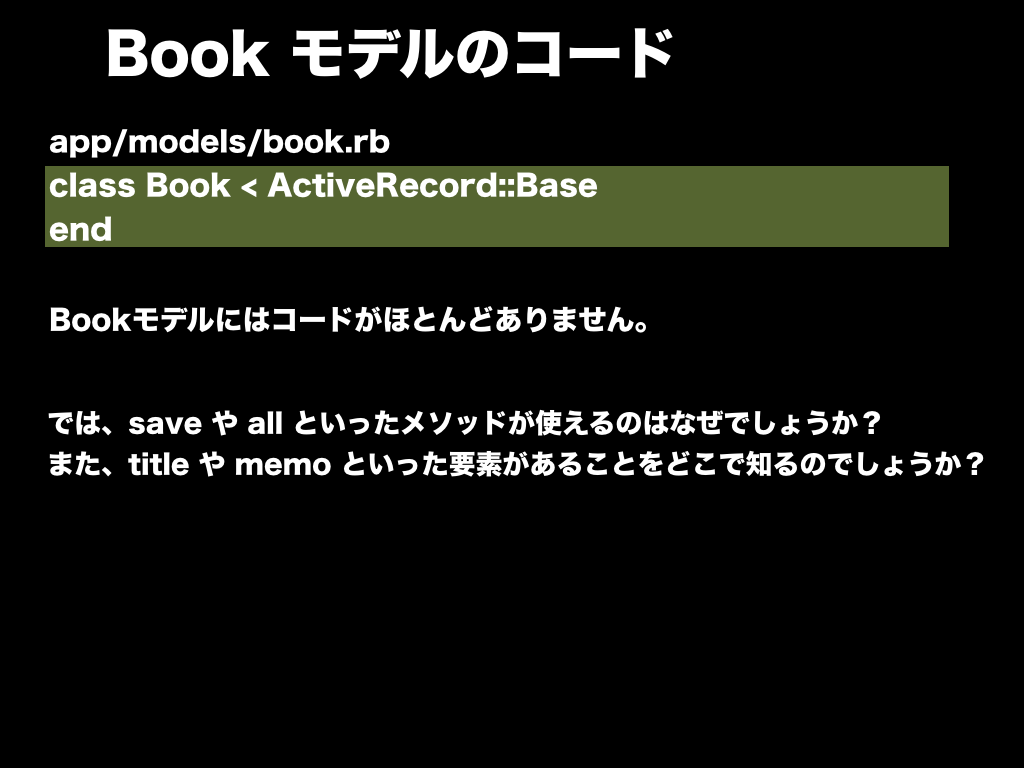 Book モデルのコード
app/models/book.rb
class Book < ActiveRecord::Base
end
Bookモデルにはコードがほとんどありません。
では、save や all といったメソッドが使えるのはなぜでしょうか？
また、title や memo といった要素があることをどこで知るのでしょうか？